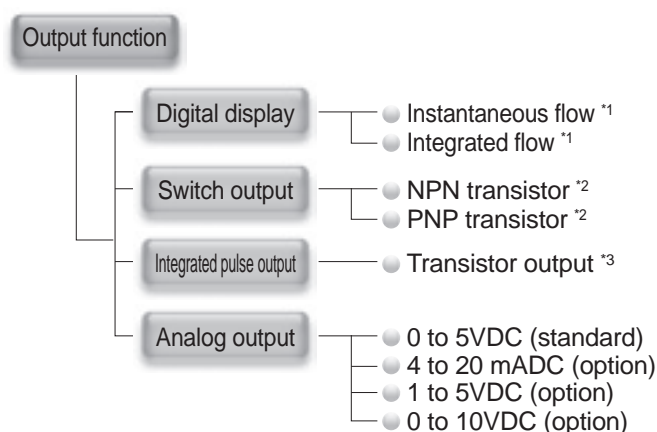 Output function
Digital display
Instantaneous flow *1
Integrated flow *1
Switch output
NPN transistor *2
PNP transistor *2
Integrated pulse output
Transistor output *3
Analog output
0 to 5VDC (standard)
4 to 20 mADC (option)
1 to 5VDC (option)
0 to 10VDC (option)